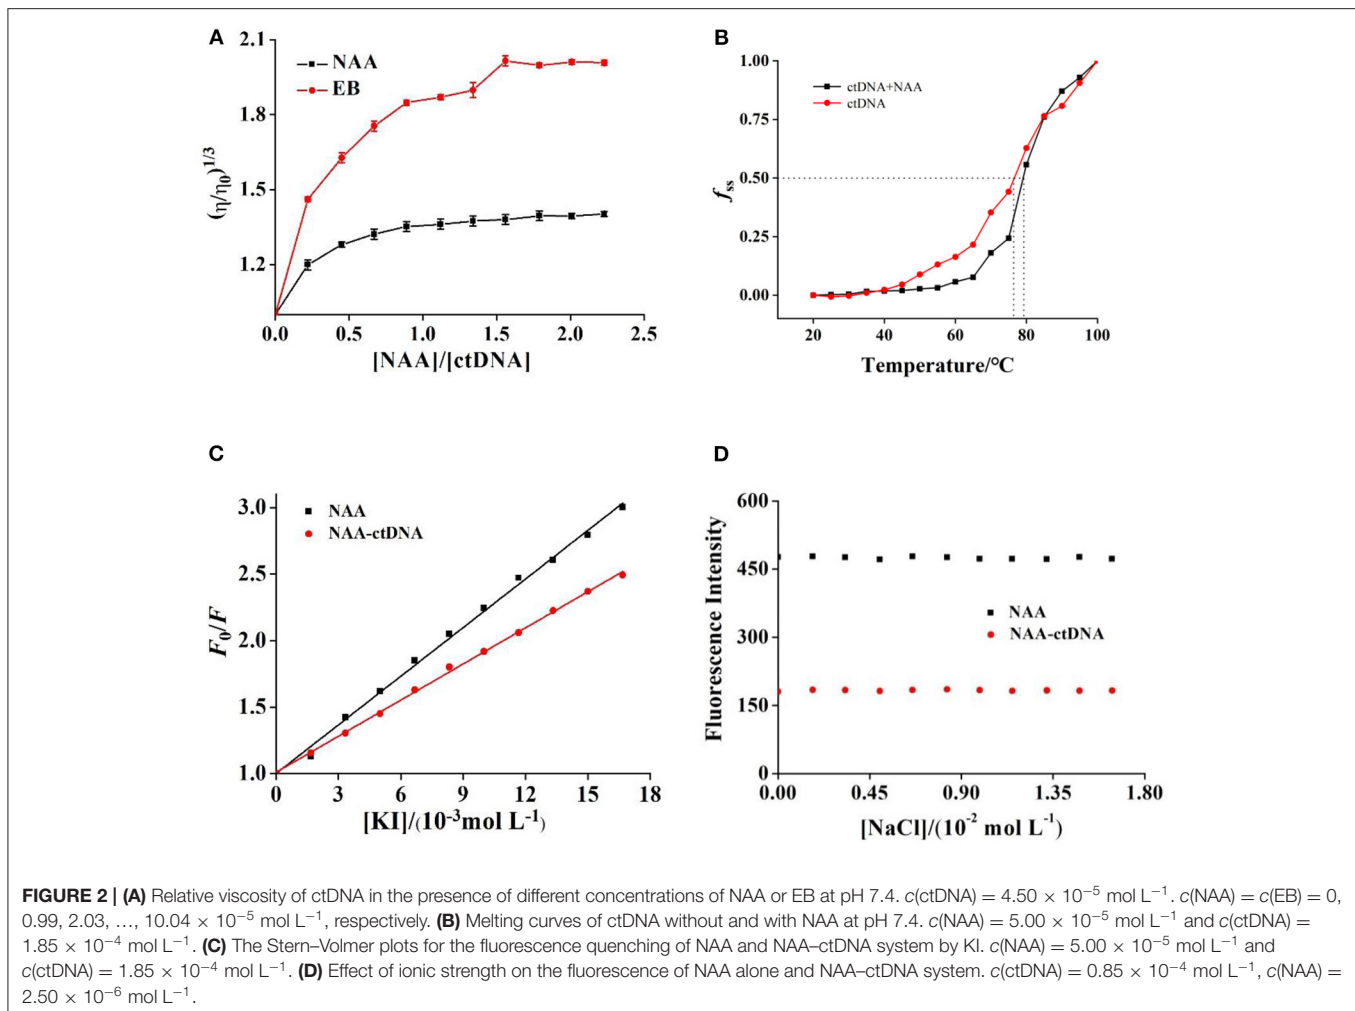 A
2.1
1.8
1.5
1.2
(η/η₀)¹/³
NAA
EB
0.0 0.5 1.0 1.5 2.0 2.5
[NAA]/[ctDNA]
B
1.00
0.75
0.50
0.25
0.00
fss
ctDNA+NAA
ctDNA
20 40 60 80 100
Temperature/°C
C
3.0
2.5
2.0
1.5
1.0
F₀/F
NAA
NAA-ctDNA
0 3 6 9 12 15 18
[KI]/(10⁻³mol L⁻¹)
D
600
450
300
150
0
Fluorescence Intensity
NAA
NAA-ctDNA
0.00 0.45 0.90 1.35 1.80
[NaCl]/(10⁻² mol L⁻¹)
FIGURE 2 | (A) Relative viscosity of ctDNA in the presence of different concentrations of NAA or EB at pH 7.4. c(ctDNA) = 4.50 × 10⁻⁵ mol L⁻¹. c(NAA) = c(EB) = 0,
0.99, 2.03, ..., 10.04 × 10⁻⁵ mol L⁻¹, respectively. (B) Melting curves of ctDNA without and with NAA at pH 7.4. c(NAA) = 5.00 × 10⁻⁵ mol L⁻¹ and c(ctDNA) =
1.85 × 10⁻⁴ mol L⁻¹. (C) The Stern–Volmer plots for the fluorescence quenching of NAA and NAA–ctDNA system by KI. c(NAA) = 5.00 × 10⁻⁵ mol L⁻¹ and
c(ctDNA) = 1.85 × 10⁻⁴ mol L⁻¹. (D) Effect of ionic strength on the fluorescence of NAA alone and NAA–ctDNA system. c(ctDNA) = 0.85 × 10⁻⁴ mol L⁻¹, c(NAA) =
2.50 × 10⁻⁶ mol L⁻¹.